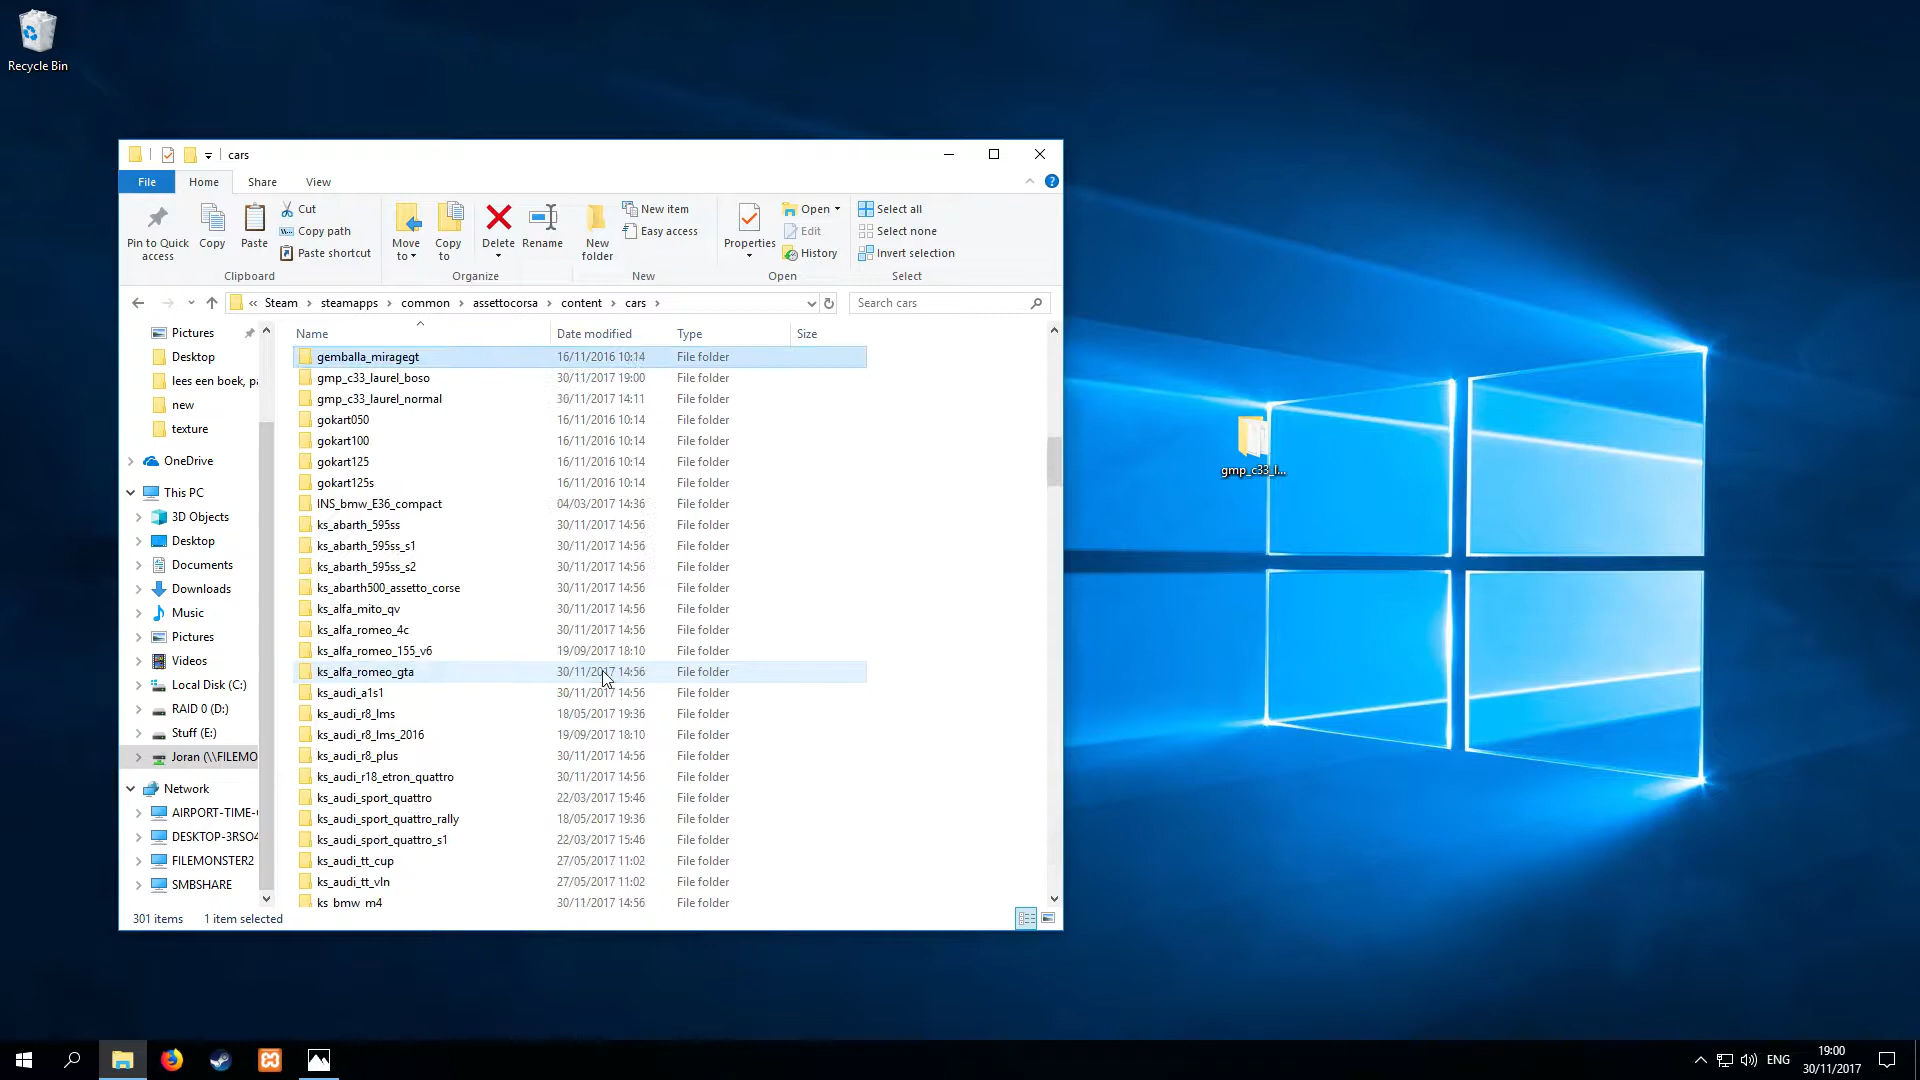 Recycle Bin
cars
File
Home
Share
View
Pin to Quick access
Copy
Paste
Cut
Copy path
Paste shortcut
Move to
Copy to
Delete
Rename
New folder
New item
Easy access
Properties
Open
Edit
History
Select all
Select none
Invert selection
Clipboard
Organize
New
Open
Select
« Steam > steamapps > common > assettocorsa > content > cars >
Search cars
Pictures
Desktop
lees een boek, pa
new
texture
OneDrive
This PC
3D Objects
Desktop
Documents
Downloads
Music
Pictures
Videos
Local Disk (C:)
RAID 0 (D:)
Stuff (E:)
Joran (\\FILEMO
Network
AIRPORT-TIME-
DESKTOP-3RSO4
FILEMONSTER2
SMBSHARE
Name Date modified Type Size
gemballa_miragegt 16/11/2016 10:14 File folder
gmp_c33_laurel_boso 30/11/2017 19:00 File folder
gmp_c33_laurel_normal 30/11/2017 14:11 File folder
gokart050 16/11/2016 10:14 File folder
gokart100 16/11/2016 10:14 File folder
gokart125 16/11/2016 10:14 File folder
gokart125s 16/11/2016 10:14 File folder
INS_bmw_E36_compact 04/03/2017 14:36 File folder
ks_abarth_595ss 30/11/2017 14:56 File folder
ks_abarth_595ss_s1 30/11/2017 14:56 File folder
ks_abarth_595ss_s2 30/11/2017 14:56 File folder
ks_abarth500_assetto_corse 30/11/2017 14:56 File folder
ks_alfa_mito_qv 30/11/2017 14:56 File folder
ks_alfa_romeo_4c 30/11/2017 14:56 File folder
ks_alfa_romeo_155_v6 19/09/2017 18:10 File folder
ks_alfa_romeo_gta 30/11/2017 14:56 File folder
ks_audi_a1s1 30/11/2017 14:56 File folder
ks_audi_r8_lms 18/05/2017 19:36 File folder
ks_audi_r8_lms_2016 19/09/2017 18:10 File folder
ks_audi_r8_plus 30/11/2017 14:56 File folder
ks_audi_r18_etron_quattro 30/11/2017 14:56 File folder
ks_audi_sport_quattro 22/03/2017 15:46 File folder
ks_audi_sport_quattro_rally 18/05/2017 19:36 File folder
ks_audi_sport_quattro_s1 22/03/2017 15:46 File folder
ks_audi_tt_cup 27/05/2017 11:02 File folder
ks_audi_tt_vln 27/05/2017 11:02 File folder
ks_bmw_m4 30/11/2017 14:56 File folder
301 items 1 item selected
gmp_c33_l...
ENG
19:00
30/11/2017